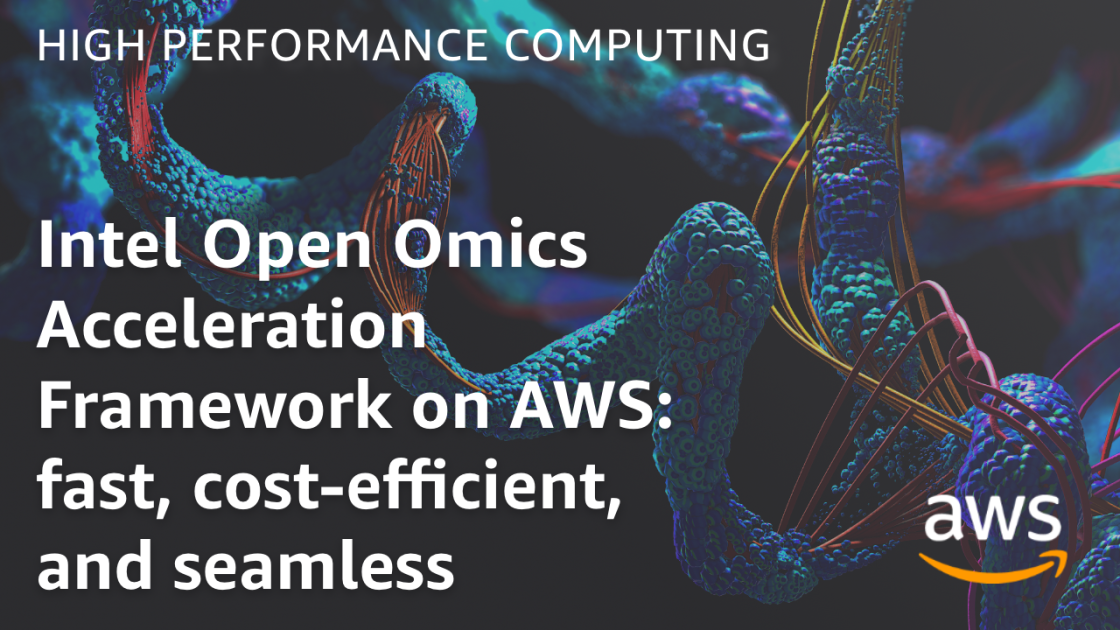 HIGH PERFORMANCE COMPUTING
Intel Open Omics
Acceleration
Framework on AWS:
fast, cost-efficient,
and seamless
aws